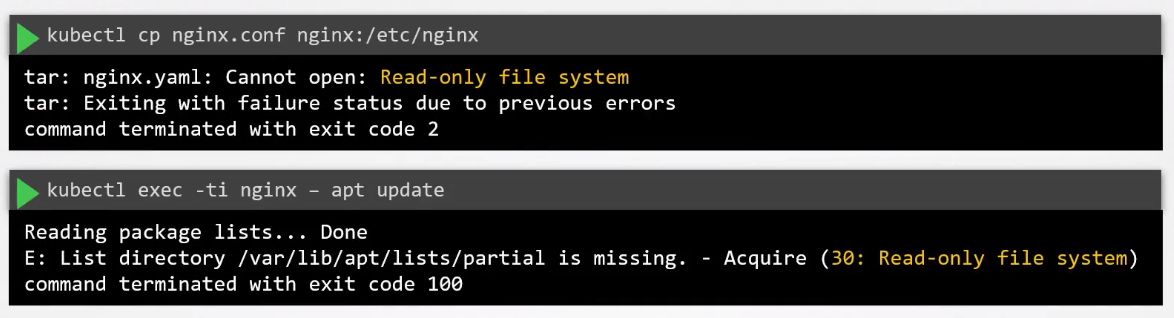 kubectl cp nginx.conf nginx:/etc/nginx
tar: nginx.yaml: Cannot open: Read-only file system
tar: Exiting with failure status due to previous errors
command terminated with exit code 2
kubectl exec -ti nginx – apt update
Reading package lists... Done
E: List directory /var/lib/apt/lists/partial is missing. - Acquire (30: Read-only file system)
command terminated with exit code 100